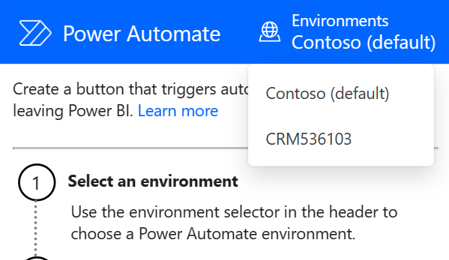 Power Automate
Environments
Contoso (default)
Create a button that triggers auto
leaving Power BI. Learn more
Contoso (default)
CRM536103
1 Select an environment
Use the environment selector in the header to
choose a Power Automate environment.